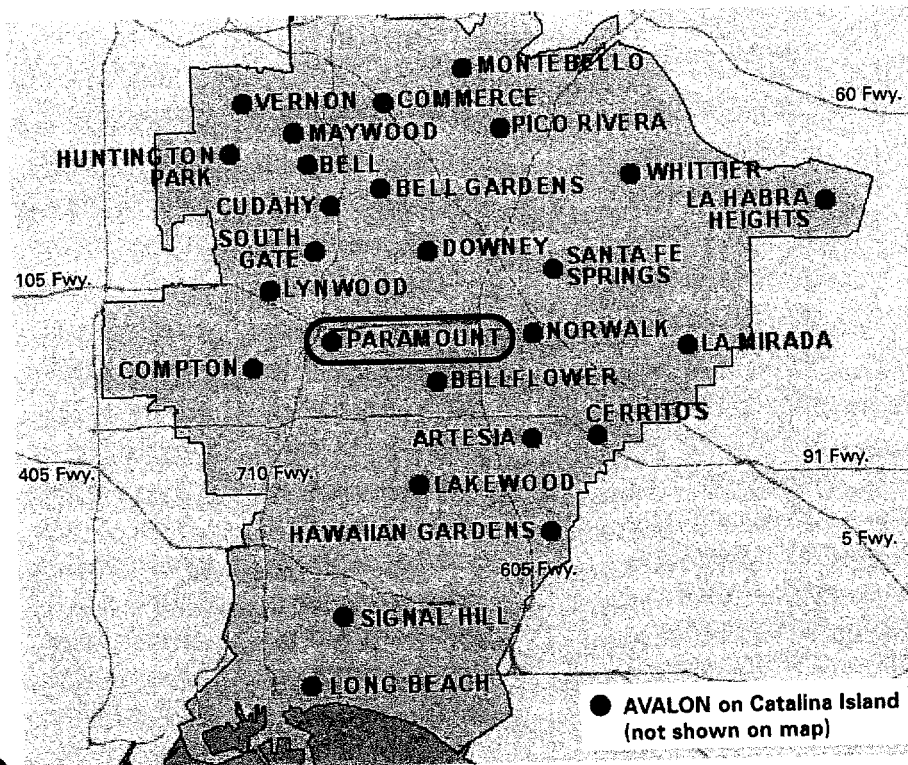 MONTEBELLO
60 Fwy.
VERNON
COMMERCE
MAYWOOD
PICO RIVERA
HUNTINGTON
PARK
BELL
WHITTIER
BELL GARDENS
LA HABRA
HEIGHTS
CUDAHY
SOUTH
GATE
DOWNEY
SANTA FE
SPRINGS
105 Fwy.
LYNWOOD
PARAMOUNT
NORWALK
LA MIRADA
COMPTON
BELLFLOWER
CERRITOS
ARTESIA
91 Fwy.
405 Fwy.
710 Fwy.
LAKEWOOD
HAWAIIAN GARDENS
5 Fwy.
605 Fwy.
SIGNAL HILL
LONG BEACH
AVALON on Catalina Island
(not shown on map)